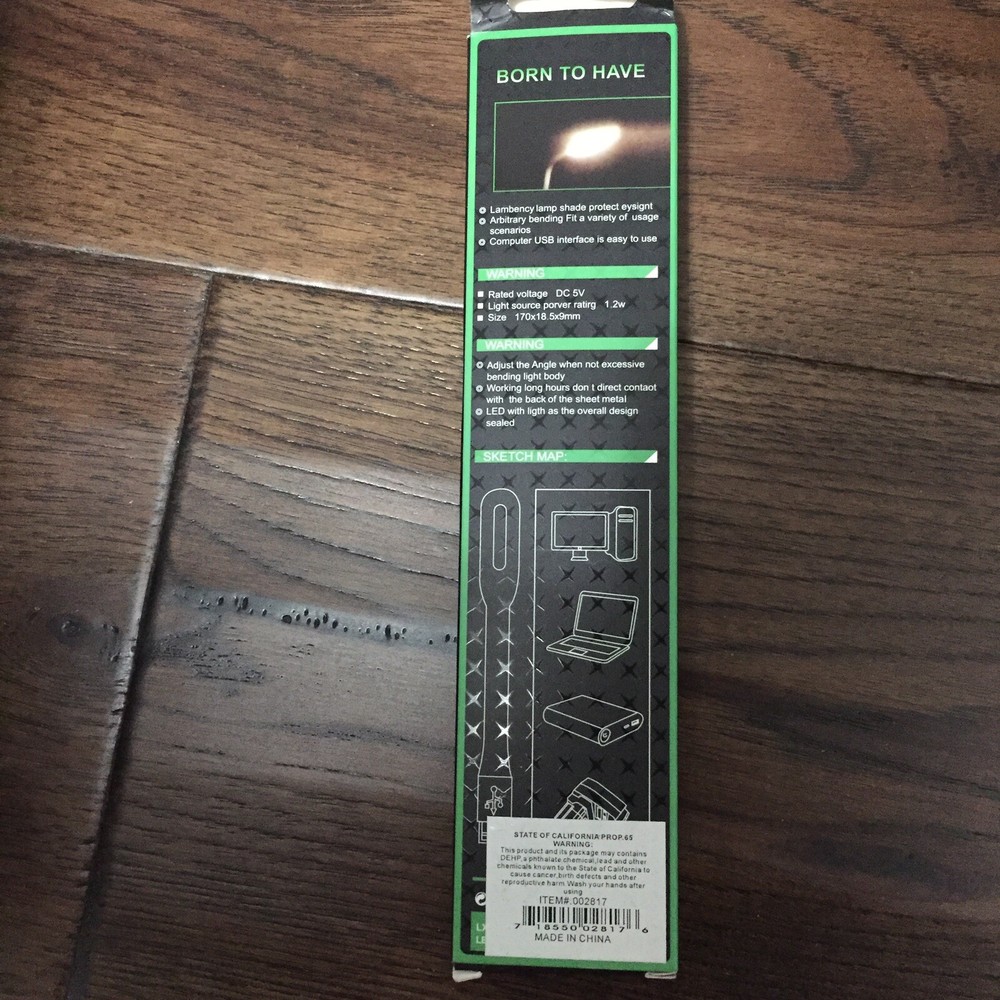 BORN TO HAVE
Lambency lamp shade protect eysignt
Arbitrary bending Fit a variety of usage
scenarios
Computer USB interface is easy to use
WARNING
Rated voltage DC 5V
Light source porver ratirg 1.2w
Size 170x18.5x9mm
WARNING
Adjust the Angle when not excessive
bending light body
Working long hours don t direct contaot
with the back of the sheet metal
LED with ligth as the overall design
sealed
SKETCH MAP:
STATE OF CALIFORNIA PROP.65
WARNING:
This product and its package may contains
DEHP,a phthalate chemical,lead and other
chemicals known to the State of California to
cause cancer,birth defects and other
reproductive harm.Wash your hands after
using
ITEM#:002817
7 18550 02817 6
MADE IN CHINA